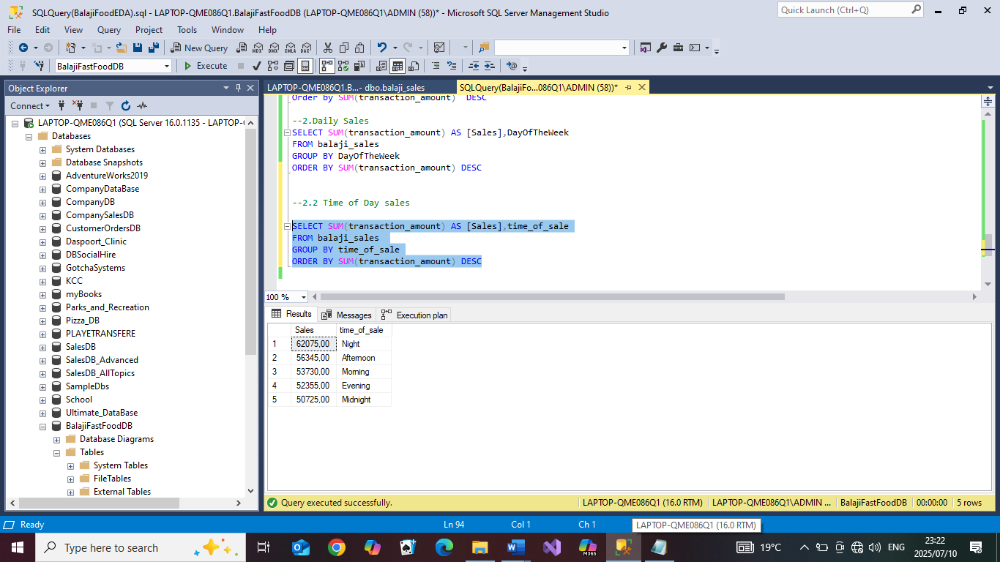 SQLQuery(BalajiFoodEDA).sql - LAPTOP-QME086Q1.BalajiFastFoodDB (LAPTOP-QME086Q1\ADMIN (58))* - Microsoft SQL Server Management Studio
Quick Launch (Ctrl+Q)
File Edit View Query Project Tools Window Help
New Query MDX DMX XMLA DAX
BalajiFastFoodDB Execute
Object Explorer
LAPTOP-QME086Q1.B...- dbo.balaji_sales SQLQuery(BalajiFo...086Q1\ADMIN (58))*
Connect
LAPTOP-QME086Q1 (SQL Server 16.0.1135 - LAPTOP-
Databases
System Databases
Database Snapshots
AdventureWorks2019
CompanyDataBase
CompanyDB
CompanySalesDB
CustomerOrdersDB
Daspoort_Clinic
DBSocialHire
GotchaSystems
KCC
myBooks
Parks_and_Recreation
Pizza_DB
PLAYETRANSFERE
SalesDB
SalesDB_Advanced
SalesDB_AllTopics
SampleDbs
School
Ultimate_DataBase
BalajiFastFoodDB
Database Diagrams
Tables
System Tables
FileTables
External Tables
Order by SUM(transaction_amount) DESC
--2.Daily Sales
SELECT SUM(transaction_amount) AS [Sales],DayOfTheWeek
FROM balaji_sales
GROUP BY DayOfTheWeek
ORDER BY SUM(transaction_amount) DESC
--2.2 Time of Day sales
SELECT SUM(transaction_amount) AS [Sales],time_of_sale
FROM balaji_sales
GROUP BY time_of_sale
ORDER BY SUM(transaction_amount) DESC
100 %
Results Messages Execution plan
Sales time_of_sale
1 62075,00 Night
2 56345,00 Afternoon
3 53730,00 Morning
4 52355,00 Evening
5 50725,00 Midnight
Query executed successfully. LAPTOP-QME086Q1 (16.0 RTM) LAPTOP-QME086Q1\ADMIN ... BalajiFastFoodDB 00:00:00 5 rows
Ready Ln 94 Col 1 Ch 1 LAPTOP-QME086Q1 (16.0 RTM)
Type here to search M365 19°C ENG 23:22
2025/07/10